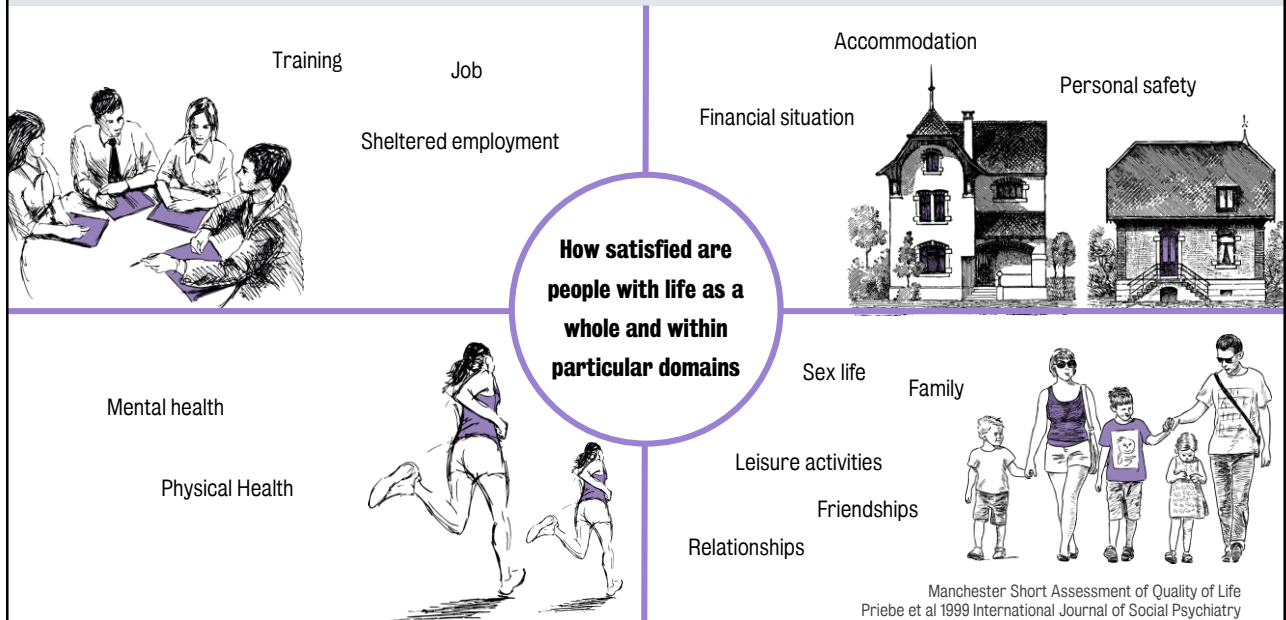 Training
Job
Sheltered employment
Accommodation
Personal safety
Financial situation
How satisfied are
people with life as a
whole and within
particular domains
Mental health
Physical Health
Sex life
Family
Leisure activities
Friendships
Relationships
Manchester Short Assessment of Quality of Life
Priebe et al 1999 International Journal of Social Psychiatry